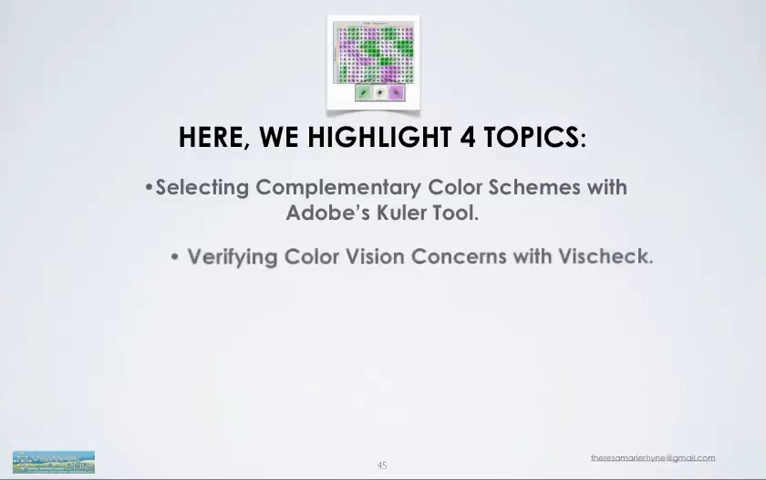 HERE, WE HIGHLIGHT 4 TOPICS:
•Selecting Complementary Color Schemes with
Adobe's Kuler Tool.
• Verifying Color Vision Concerns with Vischeck.
45
theresamarierhyne@gmail.com